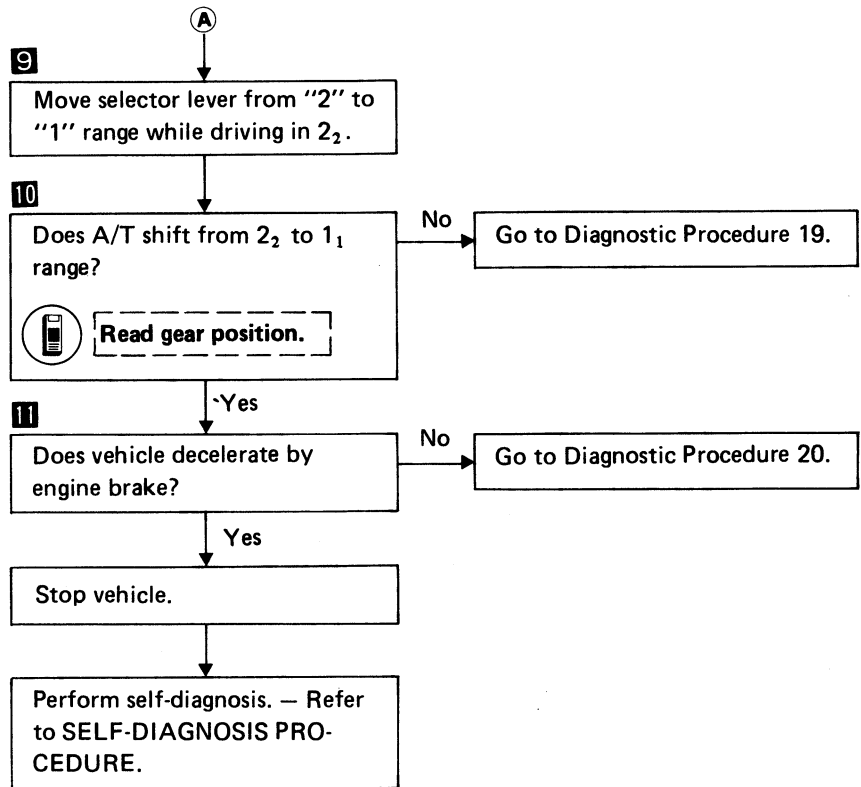 A
9
Move selector lever from "2" to
"1" range while driving in 2₂.
10
Does A/T shift from 2₂ to 1₁
range?
No
Go to Diagnostic Procedure 19.
Read gear position.
Yes
11
Does vehicle decelerate by
engine brake?
No
Go to Diagnostic Procedure 20.
Yes
Stop vehicle.
Perform self-diagnosis. — Refer
to SELF-DIAGNOSIS PRO-
CEDURE.